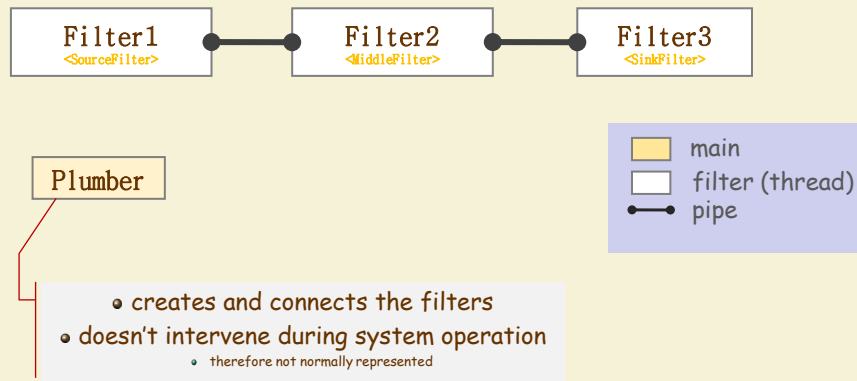 Filter1
<SourceFilter>
Filter2
<MiddleFilter>
Filter3
<SinkFilter>
Plumber
main
filter (thread)
pipe
creates and connects the filters
doesn't intervene during system operation
therefore not normally represented